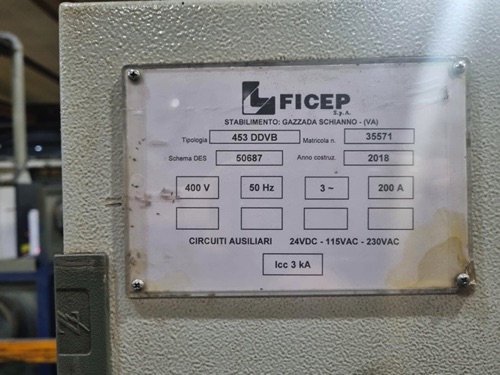 FICEP
S.p.A.
STABILIMENTO: GAZZADA SCHIANNO - (VA)
Tipologia 453 DDVB Matricola n. 35571
Schema DES 50687 Anno costruz. 2018
400 V 50 Hz 3 ~ 200 A
CIRCUITI AUSILIARI 24VDC - 115VAC - 230VAC
Icc 3 kA